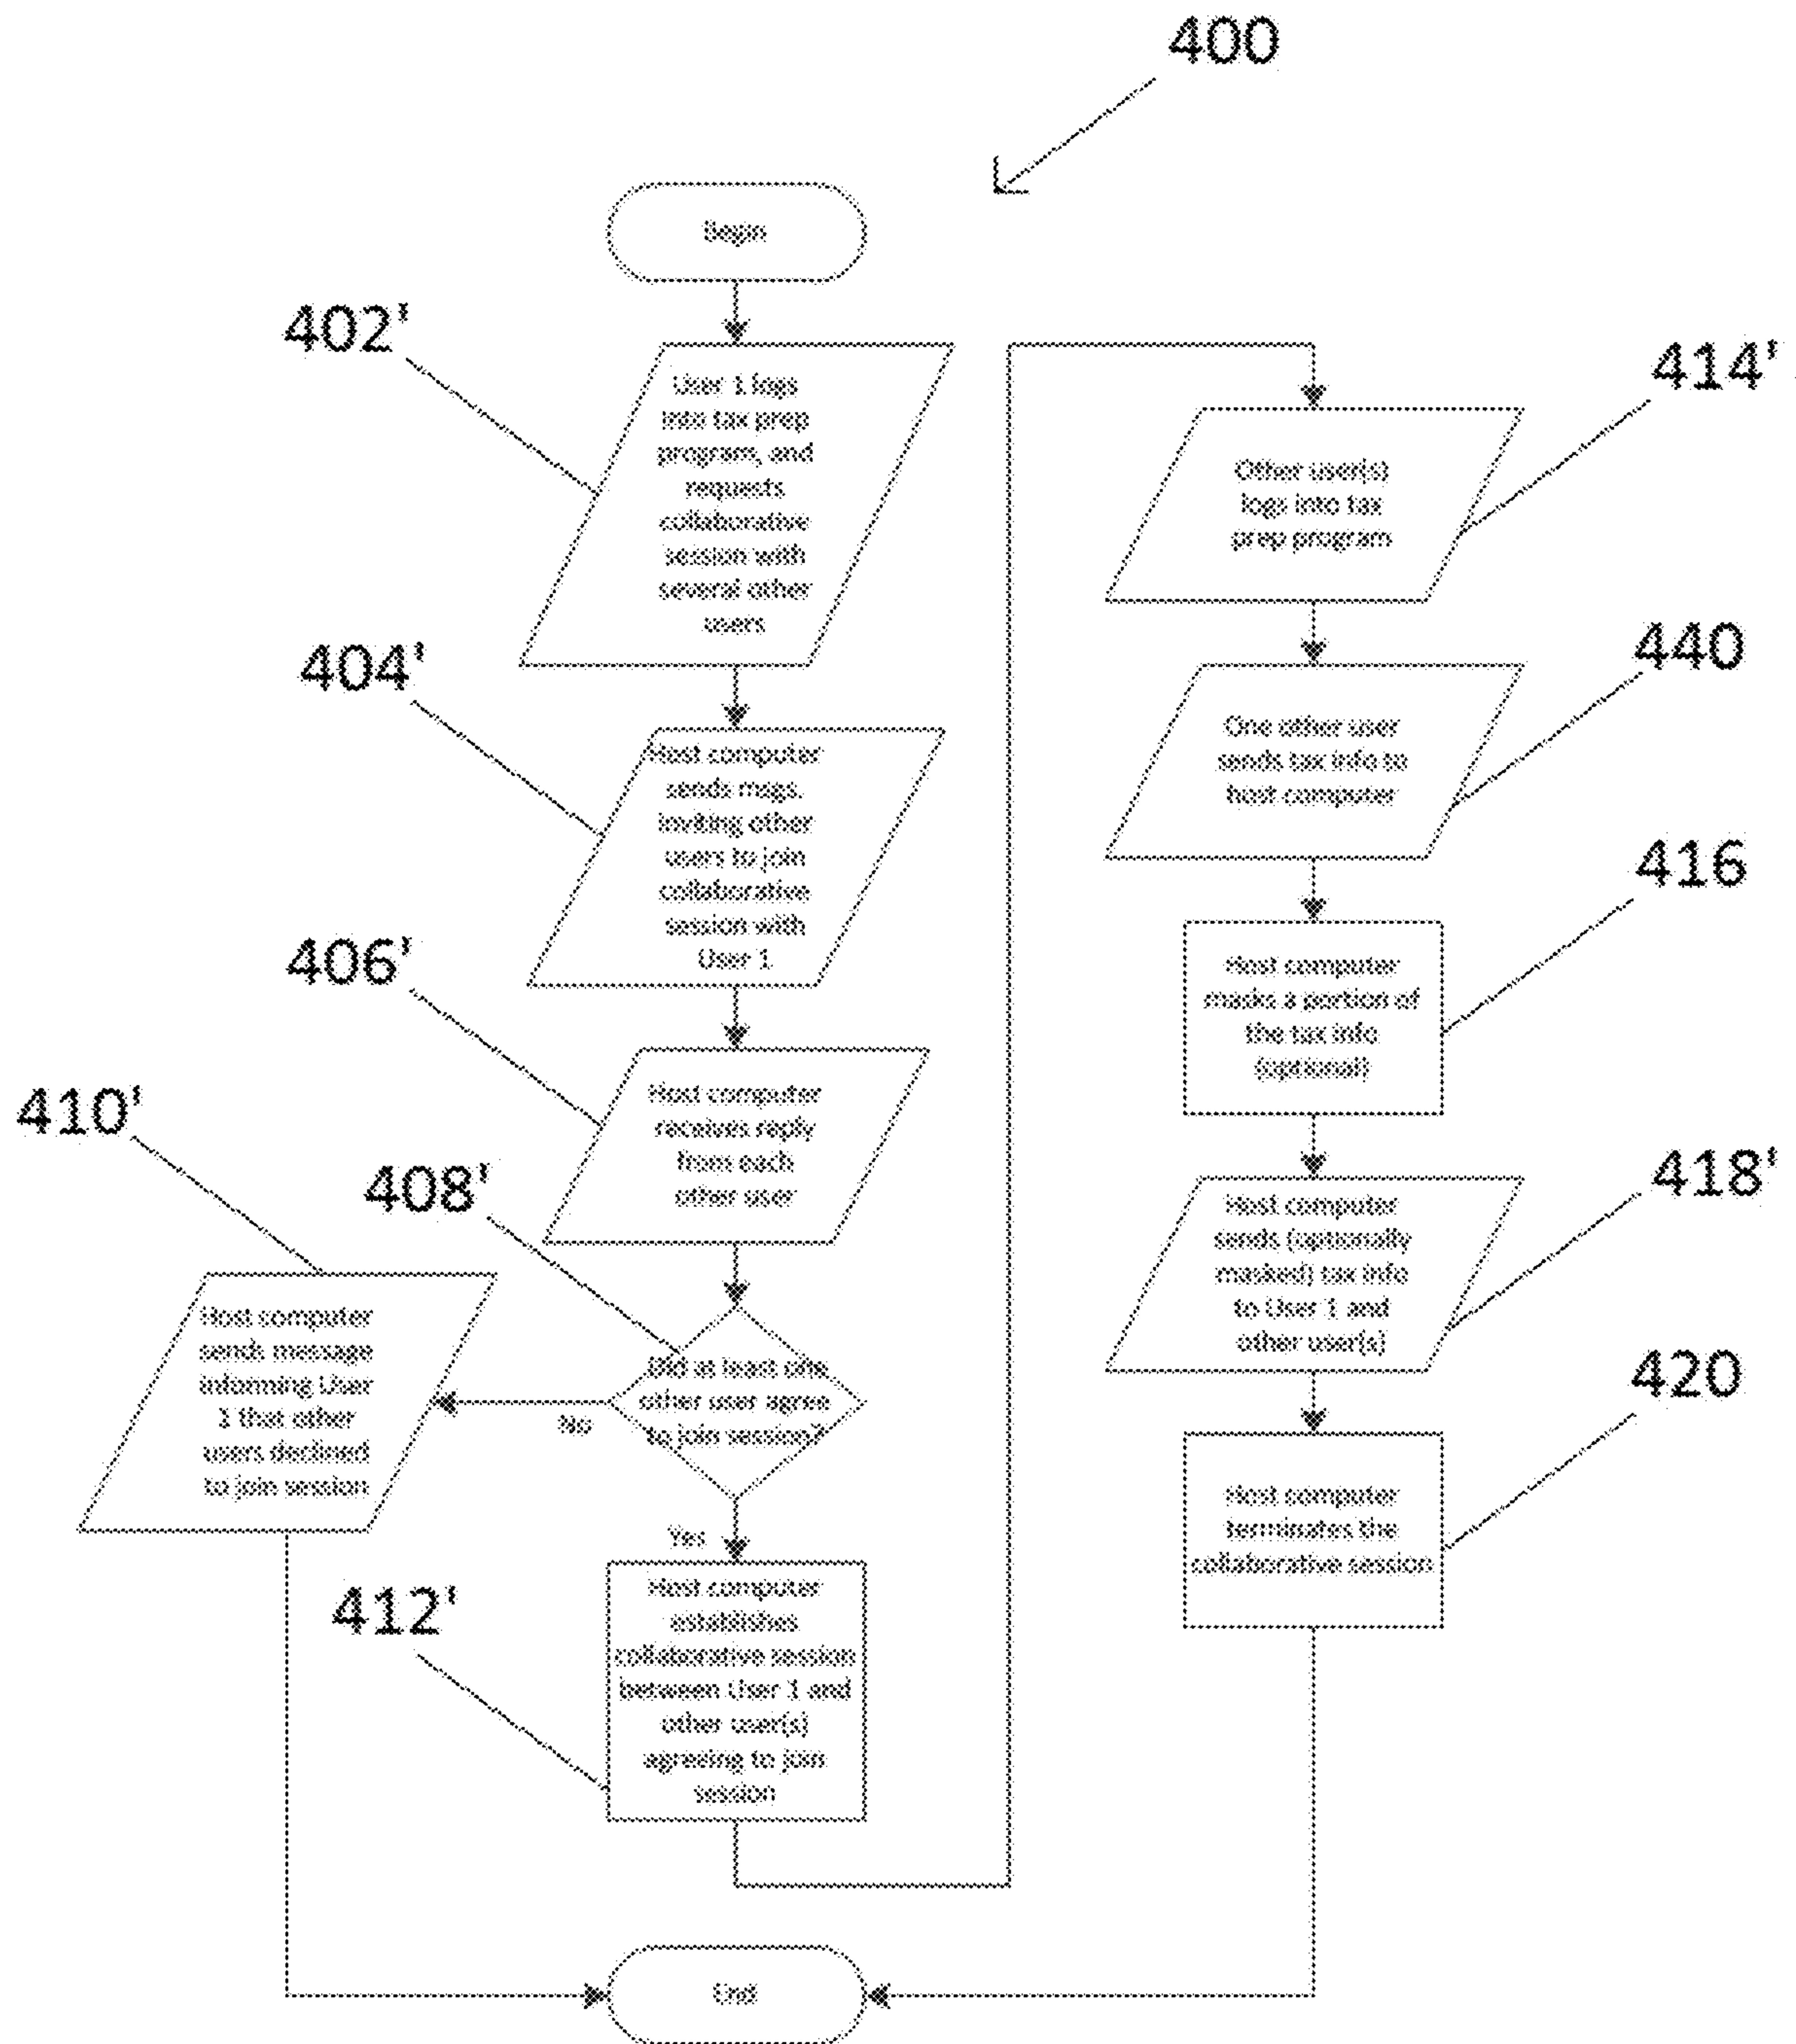 400
Begin
402'
User 1 logs
into tax prep
program, and
requests
collaborative
session with
several other
users
404'
Host computer
sends msgs.
inviting other
users to join
collaborative
session with
User 1
406'
Host computer
receives reply
from each
other user
408'
Did at least one
other user agree
to join session?
No
Yes
410'
Host computer
sends message
informing User
1 that other
users declined
to join session
412'
Host computer
establishes
collaborative session
between User 1 and
other user(s)
agreeing to join
session
414'
Other user(s)
logs into tax
prep program
440
One other user
sends tax info to
host computer
416
Host computer
masks a portion of
the tax info
(optional)
418'
Host computer
sends (optionally
masked) tax info
to User 1 and
other user(s)
420
Host computer
terminates the
collaborative session
End